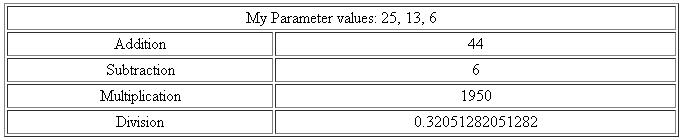 My Parameter values: 25, 13, 6
Addition 44
Subtraction 6
Multiplication 1950
Division 0.32051282051282